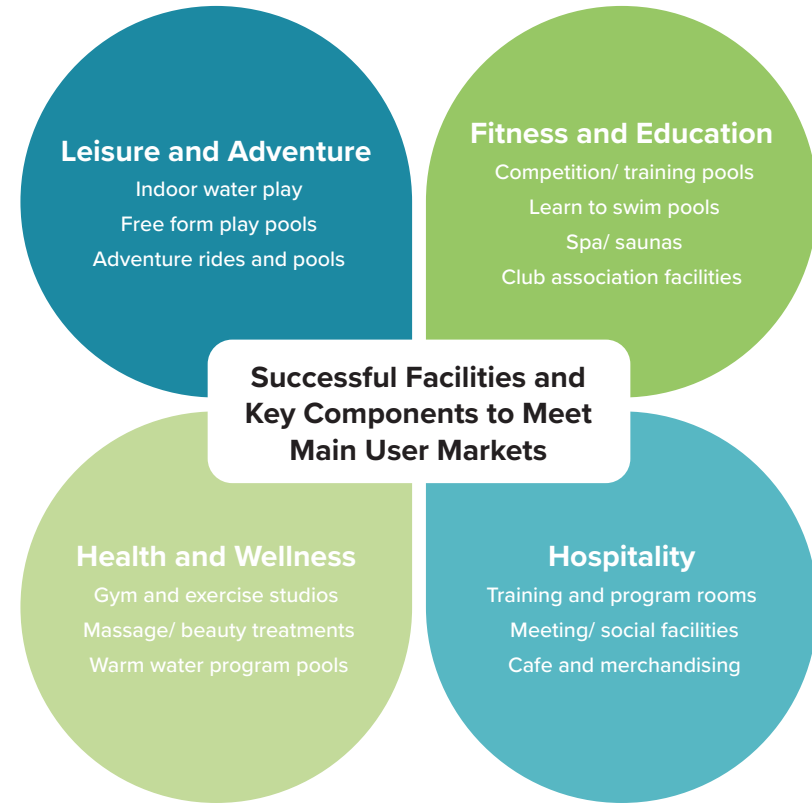 Leisure and Adventure
Indoor water play
Free form play pools
Adventure rides and pools
Fitness and Education
Competition/ training pools
Learn to swim pools
Spa/ saunas
Club association facilities
Successful Facilities and
Key Components to Meet
Main User Markets
Health and Wellness
Gym and exercise studios
Massage/ beauty treatments
Warm water program pools
Hospitality
Training and program rooms
Meeting/ social facilities
Cafe and merchandising